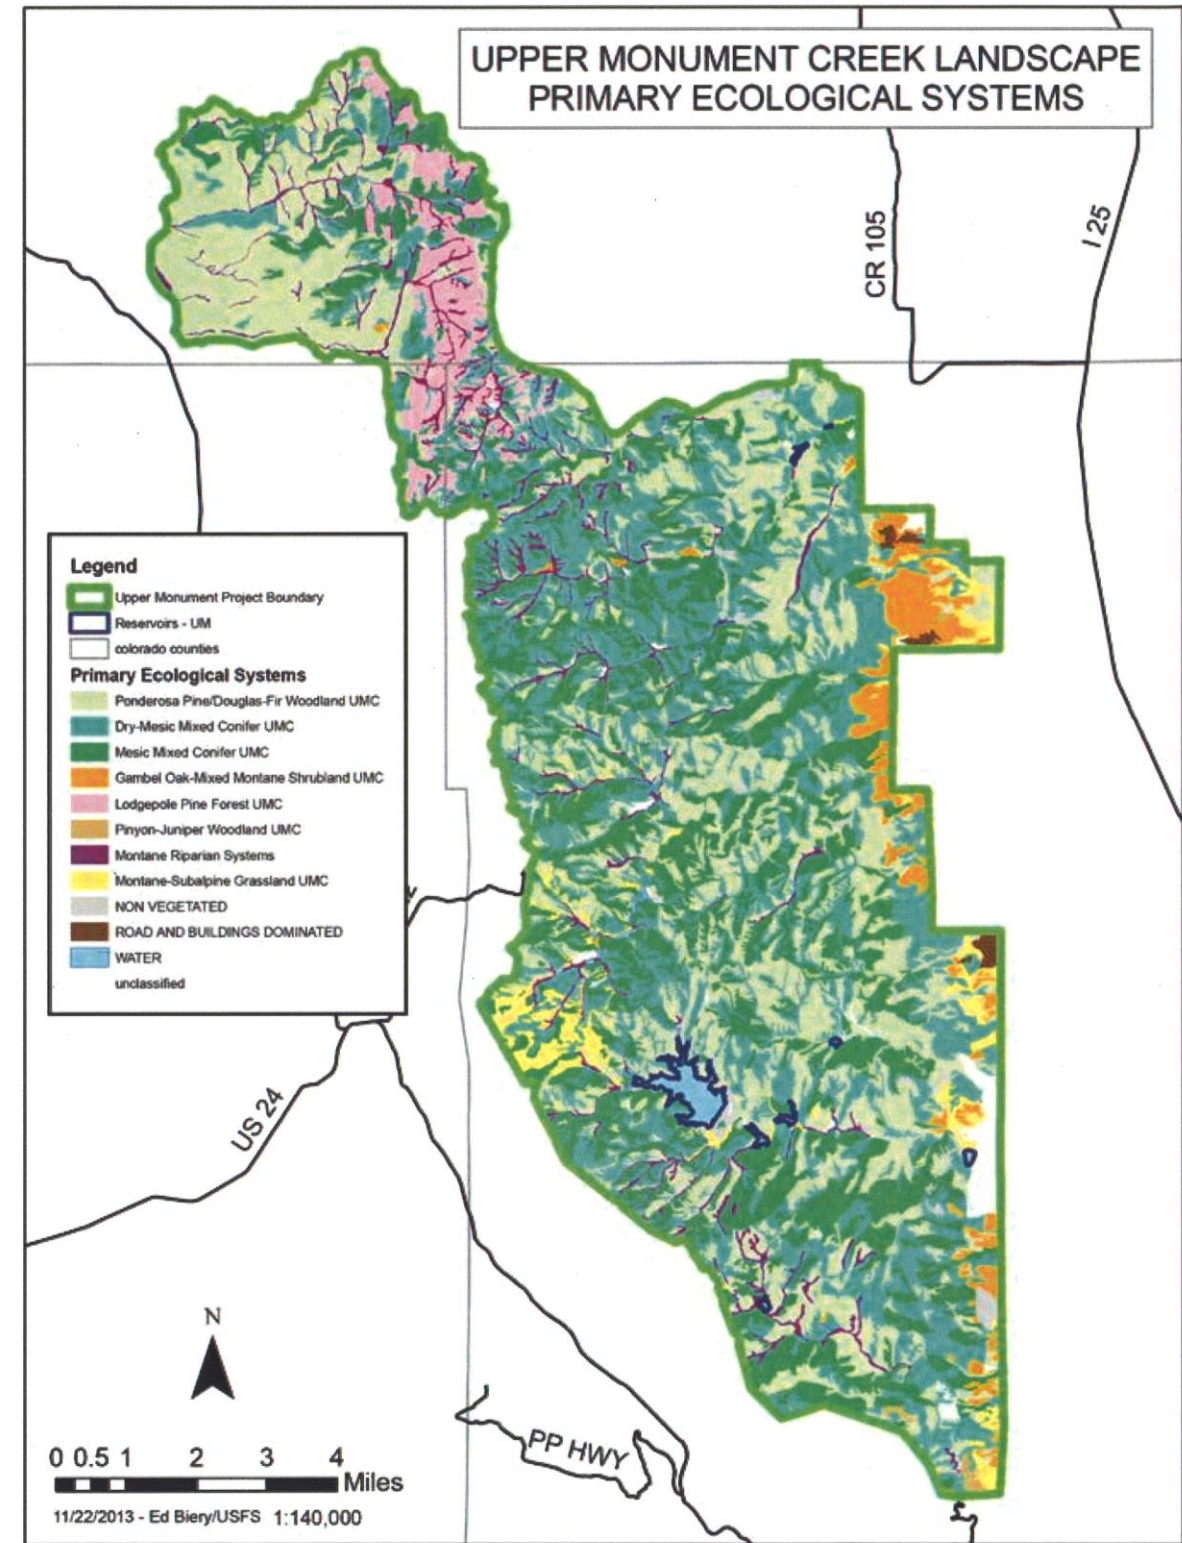 UPPER MONUMENT CREEK LANDSCAPE
PRIMARY ECOLOGICAL SYSTEMS
CR 105
I 25
Legend
Upper Monument Project Boundary
Reservoirs - UM
colorado counties
Primary Ecological Systems
Ponderosa Pine/Douglas-Fir Woodland UMC
Dry-Mesic Mixed Conifer UMC
Mesic Mixed Conifer UMC
Gambel Oak-Mixed Montane Shrubland UMC
Lodgepole Pine Forest UMC
Pinyon-Juniper Woodland UMC
Montane Riparian Systems
Montane-Subalpine Grassland UMC
NON VEGETATED
ROAD AND BUILDINGS DOMINATED
WATER
unclassified
US 24
N
PP HWY
0 0.5 1 2 3 4
Miles
11/22/2013 - Ed Biery/USFS 1:140,000